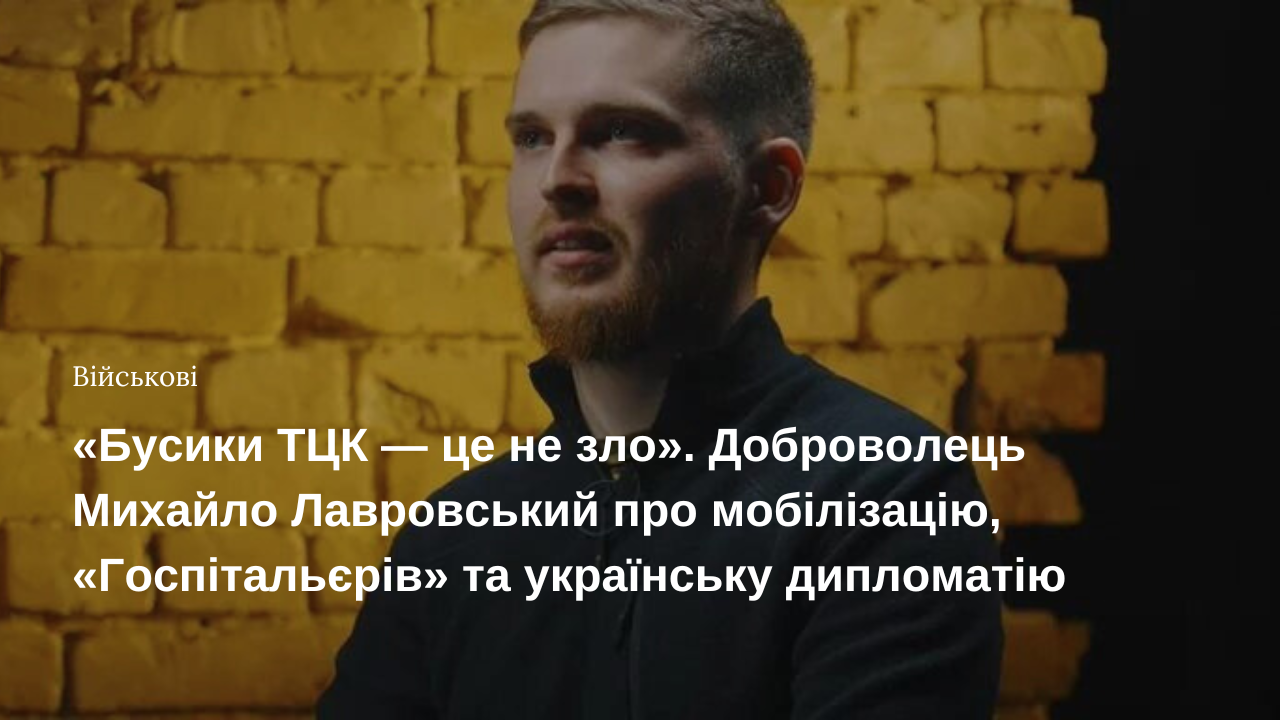 Військові
«Бусики ТЦК — це не зло». Доброволець
Михайло Лавровський про мобілізацію,
«Госпітальєрів» та українську дипломатію